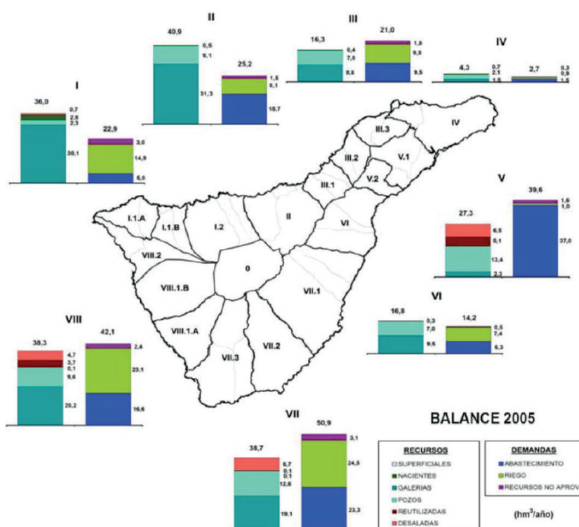 I
36,0
0,7
2,8
2,3
30,1
22,9
3,0
14,9
5,0
II
40,9
0,5
9,1
31,3
25,2
1,5
19,7
III
16,3
0,4
7,0
8,8
21,0
1,8
9,5
IV
4,3
0,7
2,1
1,5
2,7
0,3
0,9
1,5
V
27,3
6,5
5,1
13,4
2,3
39,6
1,6
1,0
37,0
VI
16,8
0,3
7,0
9,5
14,2
0,5
7,4
6,3
VII
38,7
6,7
0,1
0,1
12,6
19,1
50,9
3,1
24,5
23,3
VIII
38,3
4,7
3,7
0,1
9,6
20,2
42,1
2,4
23,1
16,6
IV
III.3
III.2
V.1
V.2
III.1
I.1.A
I.1.B
I.2
II
VI
VIII.2
0
VIII.1.B
VII.1
VIII.1.A
VII.3
VII.2
BALANCE 2005
RECURSOS
SUPERFICIALES
NACIENTES
GALERIAS
POZOS
REUTILIZADAS
DESALADAS
DEMANDAS
ABASTECIMIENTO
RIEGO
RECURSOS NO APROV
(hm³/año)